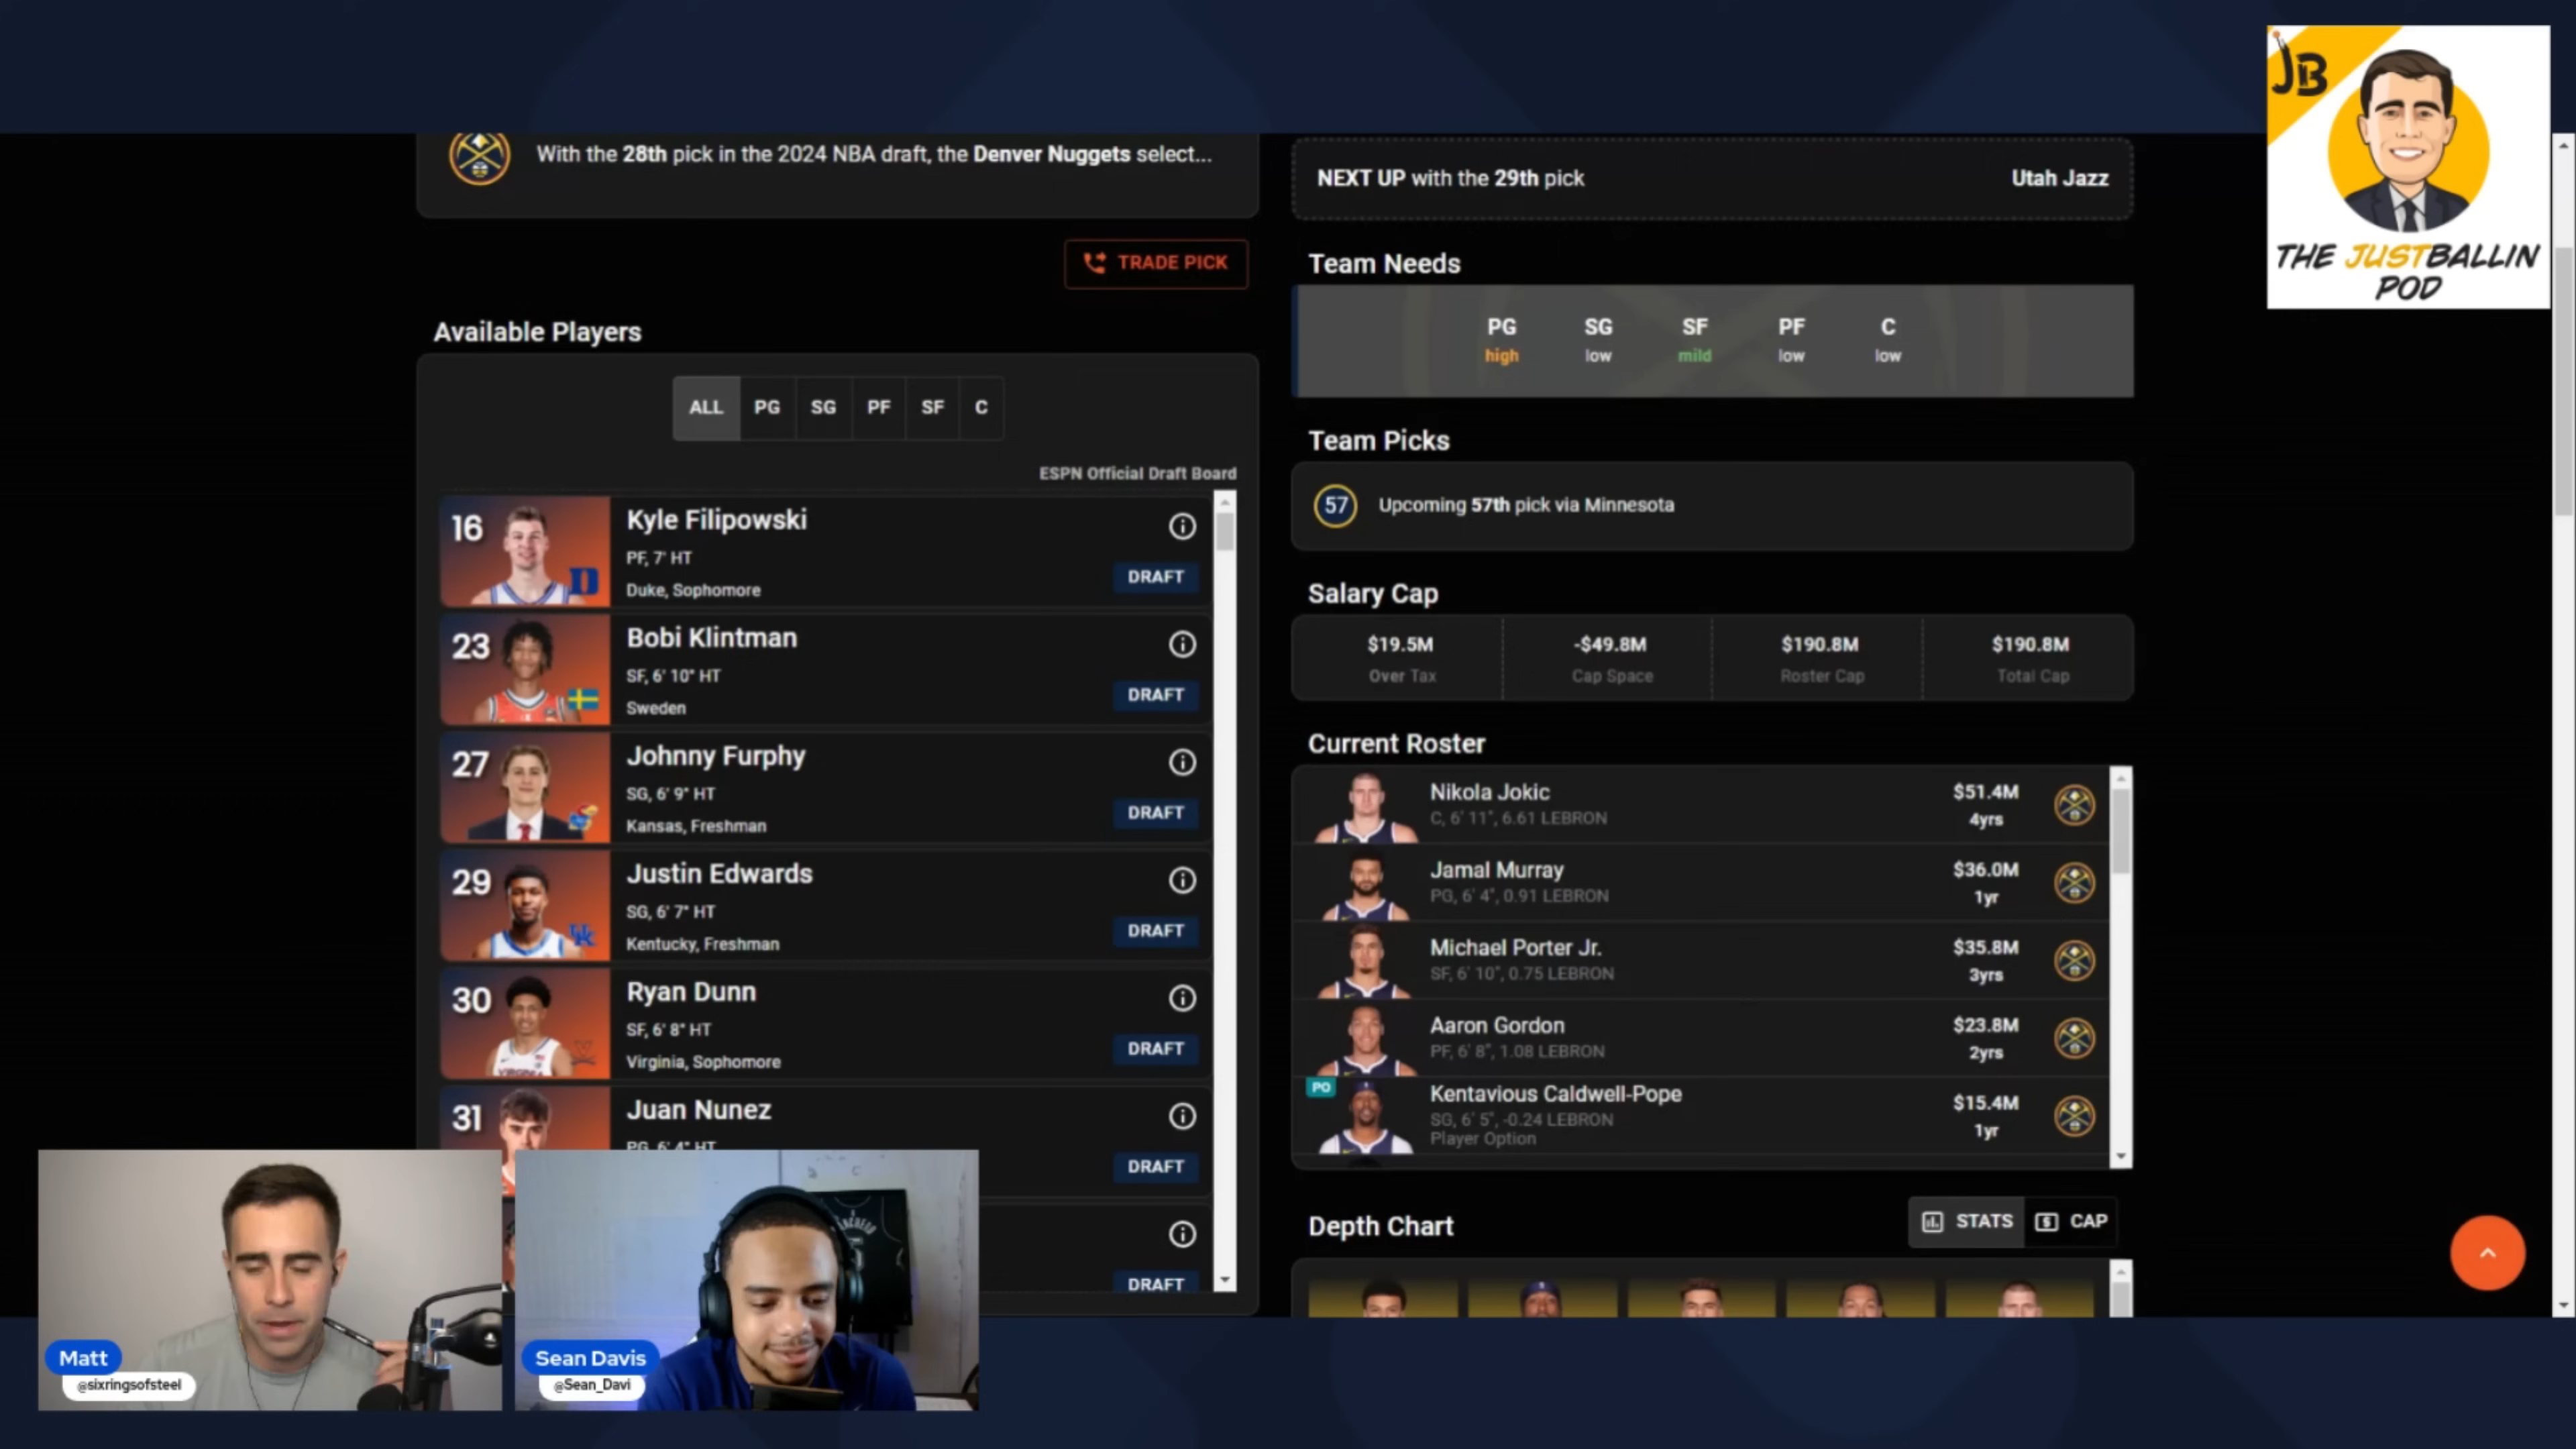 With the 28th pick in the 2024 NBA draft, the Denver Nuggets select...
TRADE PICK
Available Players
ALL PG SG PF SF C
ESPN Official Draft Board
16
Kyle Filipowski
PF, 7' HT
Duke, Sophomore
DRAFT
23
Bobi Klintman
SF, 6' 10" HT
Sweden
DRAFT
27
Johnny Furphy
SG, 6' 9" HT
Kansas, Freshman
DRAFT
29
Justin Edwards
SG, 6' 7" HT
Kentucky, Freshman
DRAFT
30
Ryan Dunn
SF, 6' 8" HT
Virginia, Sophomore
DRAFT
31
Juan Nunez
PG, 6' 4" HT
DRAFT
DRAFT
NEXT UP with the 29th pick Utah Jazz
Team Needs
PG SG SF PF C
high low mild low low
Team Picks
57 Upcoming 57th pick via Minnesota
Salary Cap
$19.5M -$49.8M $190.8M $190.8M
Over Tax Cap Space Roster Cap Total Cap
Current Roster
Nikola Jokic $51.4M
C, 6' 11", 6.61 LEBRON 4yrs
Jamal Murray $36.0M
PG, 6' 4", 0.91 LEBRON 1yr
Michael Porter Jr. $35.8M
SF, 6' 10", 0.75 LEBRON 3yrs
Aaron Gordon $23.8M
PF, 6' 8", 1.08 LEBRON 2yrs
PO Kentavious Caldwell-Pope $15.4M
SG, 6' 5", -0.24 LEBRON 1yr
Player Option
Depth Chart STATS CAP
JB
THE JUSTBALLIN
POD
Matt
@sixringsofsteel
Sean Davis
@Sean_Davi